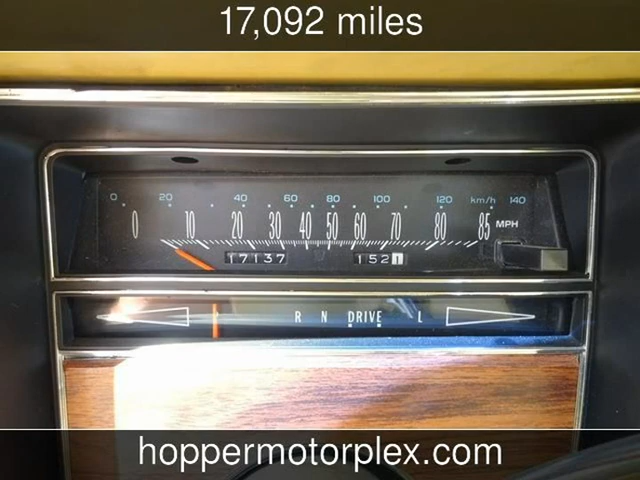 17,092 miles
0 20 40 60 80 100 120 km/h 140
0 10 20 30 40 50 60 70 80 85 MPH
17137 1521
R N DRIVE L
hoppermotorplex.com